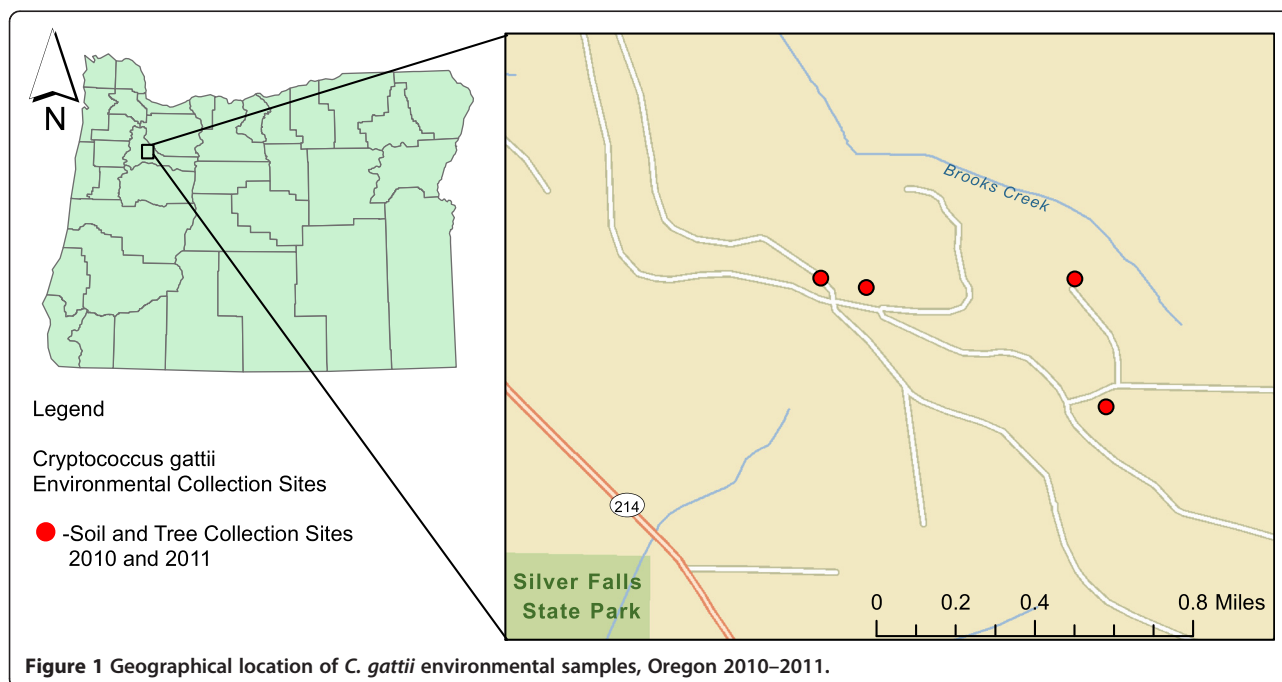 N
Legend
Cryptococcus gattii
Environmental Collection Sites
-Soil and Tree Collection Sites
2010 and 2011
Brooks Creek
214
Silver Falls
State Park
0 0.2 0.4 0.8 Miles
Figure 1 Geographical location of C. gattii environmental samples, Oregon 2010–2011.